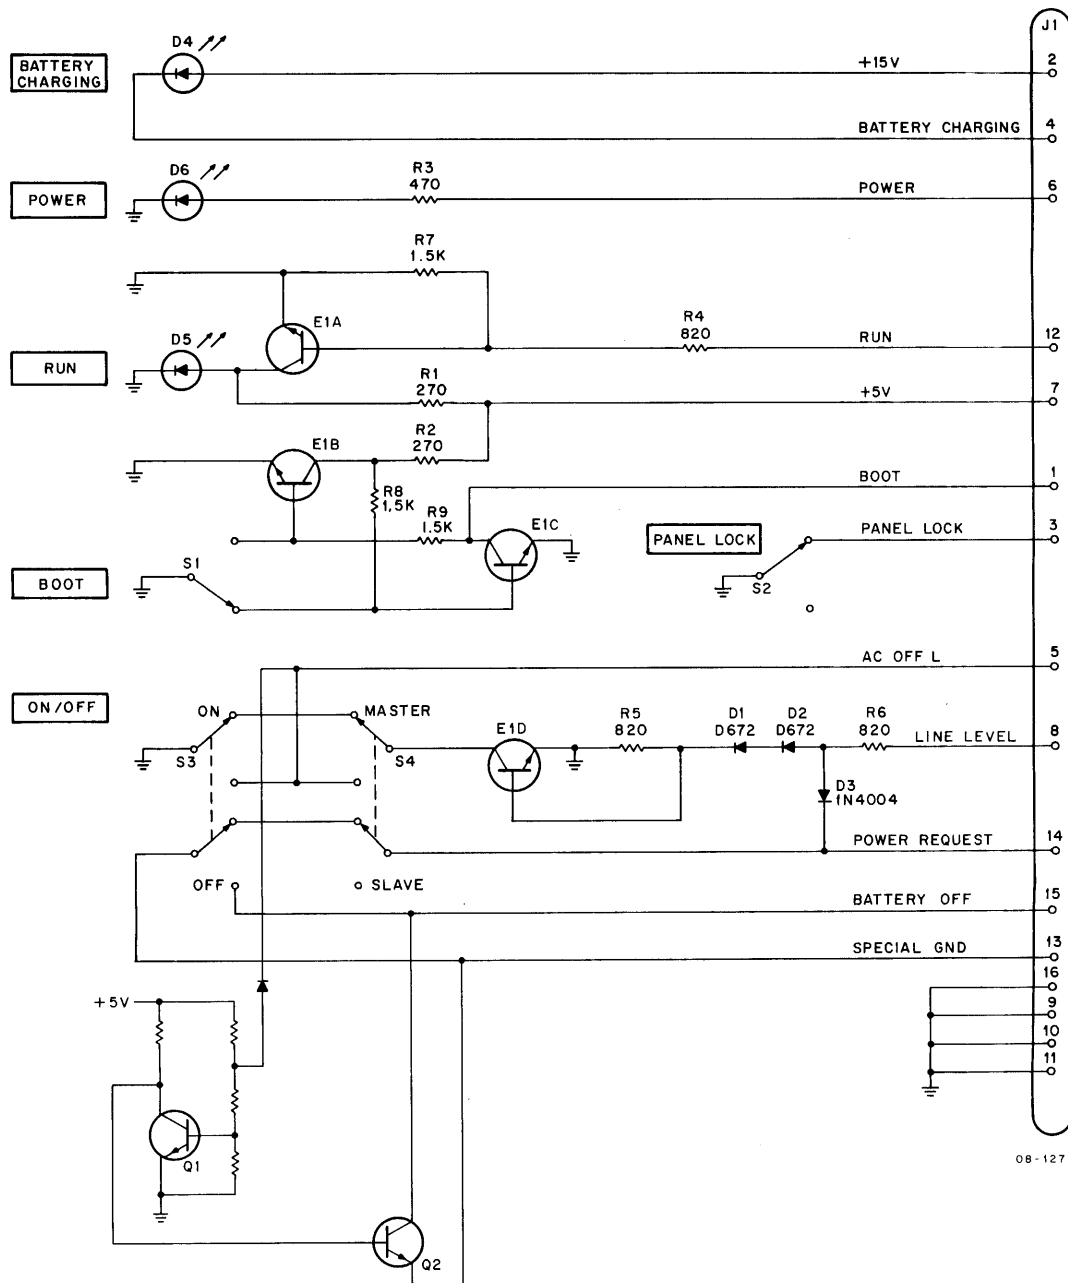 J1
D4
BATTERY
CHARGING
+15V
2
BATTERY CHARGING
4
D6
R3
470
POWER
POWER
6
R7
1.5K
E1A
D5
R4
820
RUN
12
RUN
R1
270
+5V
7
R2
270
E1B
BOOT
1
R8
1,5K
R9
1.5K
E1C
PANEL LOCK
PANEL LOCK
3
BOOT
S1
S2
AC OFF L
5
ON/OFF
ON
MASTER
E1D
R5
820
D1
D672
D2
D672
R6
820
LINE LEVEL
8
S3
S4
D3
1N4004
POWER REQUEST
14
OFF
SLAVE
BATTERY OFF
15
SPECIAL GND
13
16
+5V
9
10
11
Q1
08-127
Q2